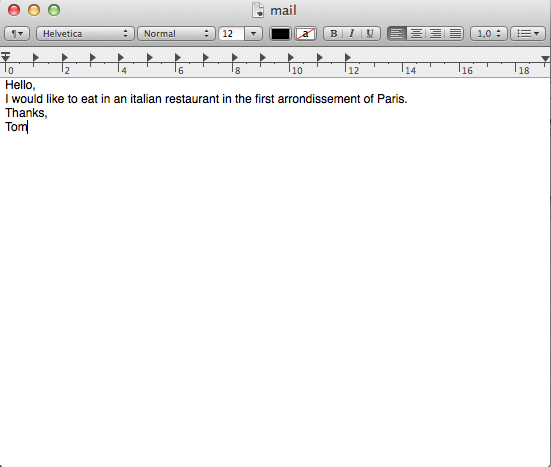 mail
¶ Helvetica Normal 12 a B I U 1,0
0 2 4 6 8 10 12 14 16 18
Hello,
I would like to eat in an italian restaurant in the first arrondissement of Paris.
Thanks,
Tom